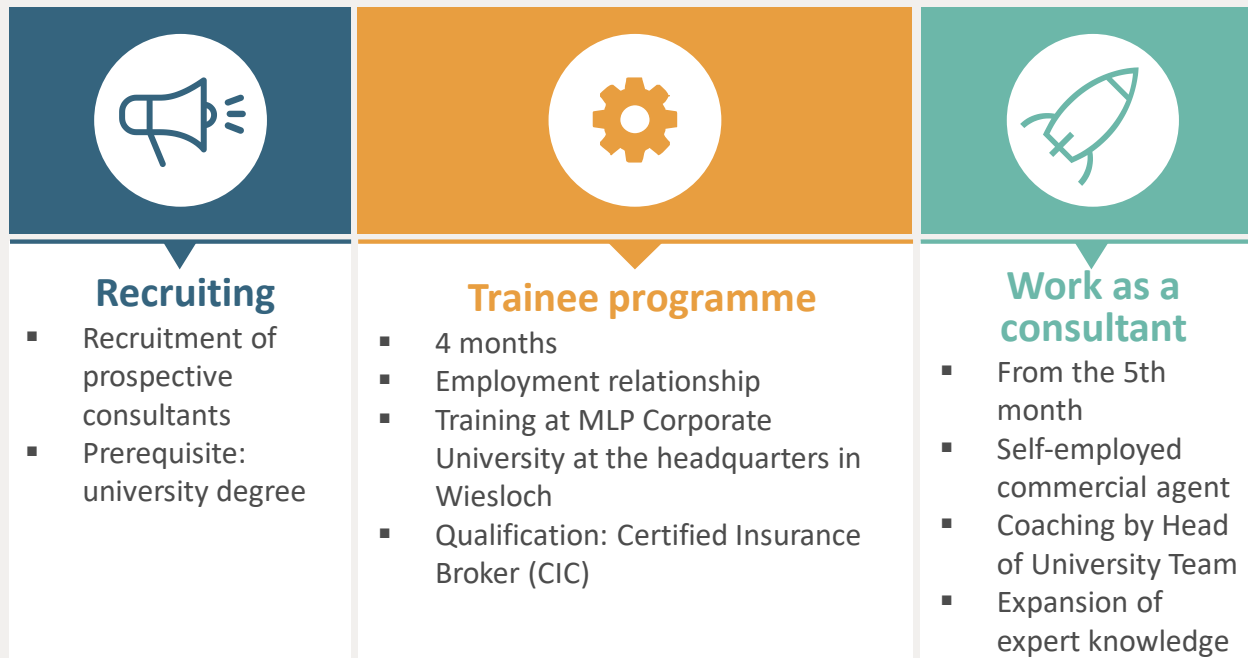 Recruiting
▪ Recruitment of
prospective
consultants
▪ Prerequisite:
university degree
Trainee programme
▪ 4 months
▪ Employment relationship
▪ Training at MLP Corporate
University at the headquarters in
Wiesloch
▪ Qualification: Certified Insurance
Broker (CIC)
Work as a
consultant
▪ From the 5th
month
▪ Self-employed
commercial agent
▪ Coaching by Head
of University Team
▪ Expansion of
expert knowledge